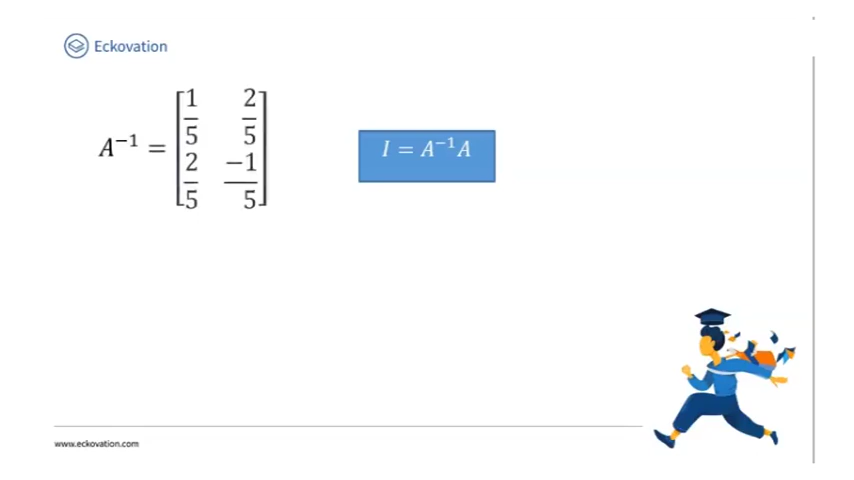 Eckovation
A⁻¹ = [1/5 2/5
2/5 −1/5]
I = A⁻¹A
www.eckovation.com